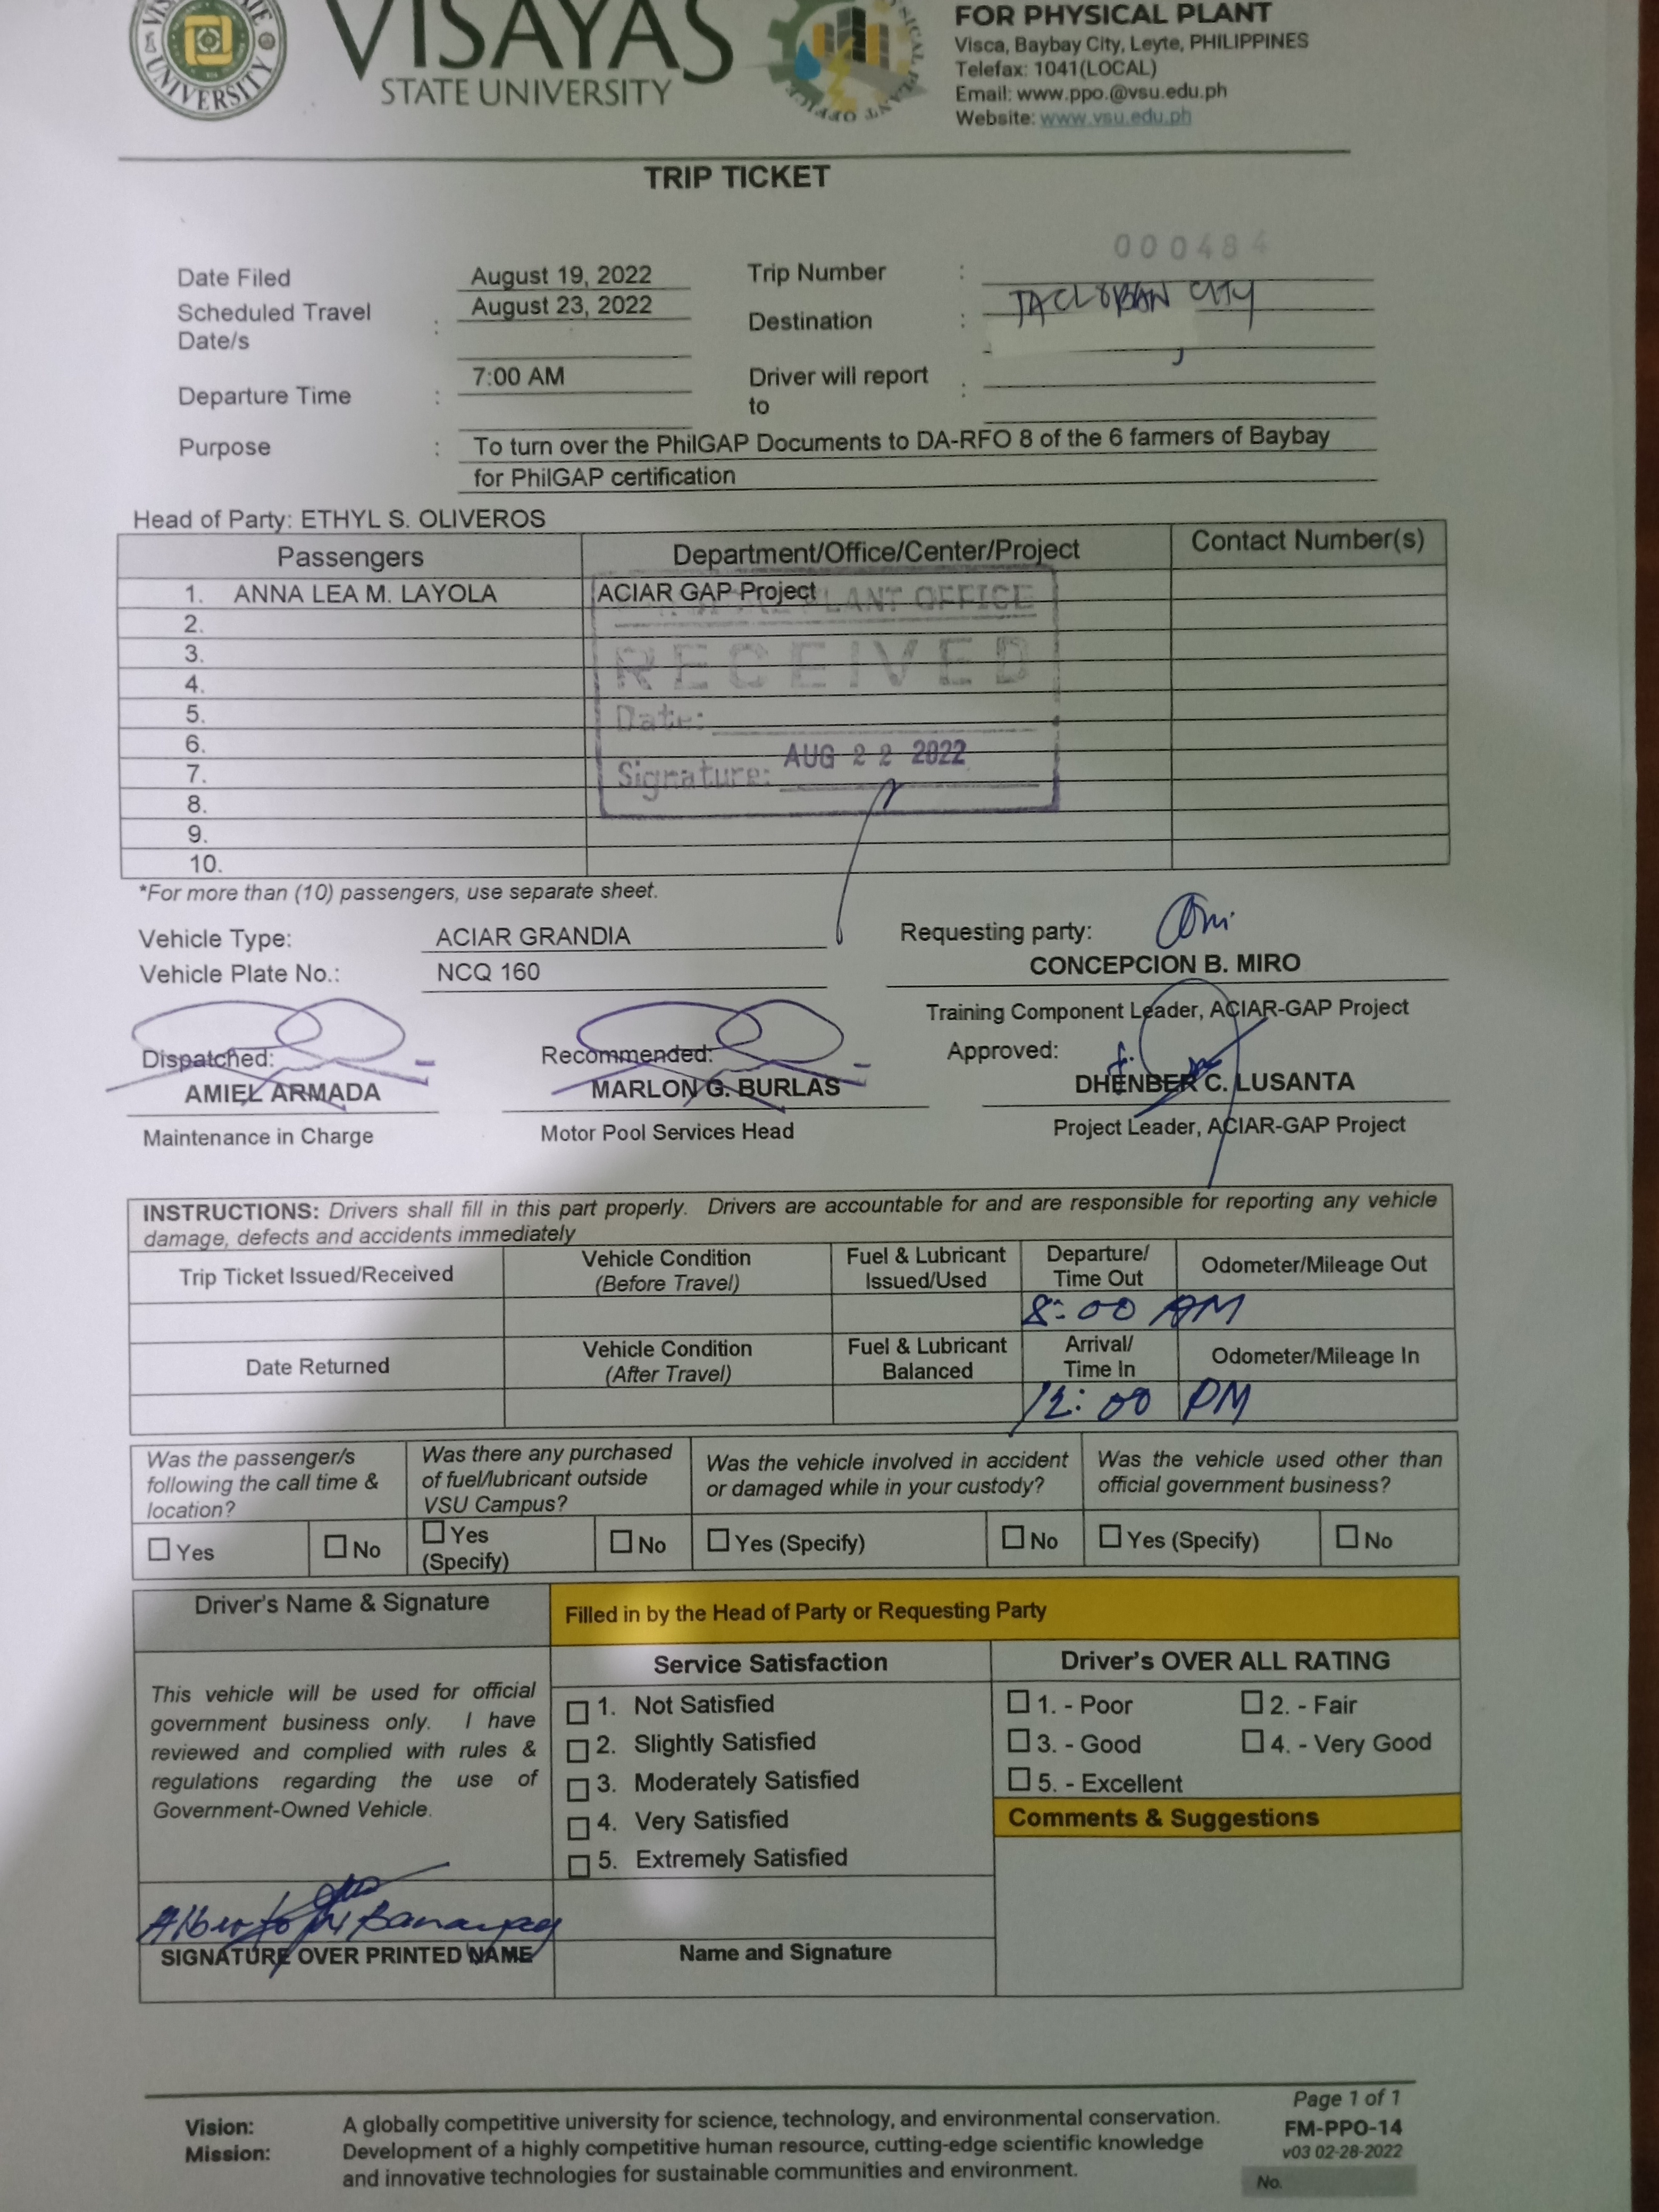 VISAYAS
STATE UNIVERSITY
UNIVERSITY
FOR PHYSICAL PLANT
Visca, Baybay City, Leyte, PHILIPPINES
Telefax: 1041(LOCAL)
Email: www.ppo.@vsu.edu.ph
Website: www.vsu.edu.ph
TRIP TICKET
000484
Date Filed August 19, 2022 Trip Number :
Scheduled Travel Date/s : August 23, 2022 Destination : TACLOBAN CITY
Departure Time : 7:00 AM Driver will report to :
Purpose : To turn over the PhilGAP Documents to DA-RFO 8 of the 6 farmers of Baybay
for PhilGAP certification
Head of Party: ETHYL S. OLIVEROS
Passengers Department/Office/Center/Project Contact Number(s)
1. ANNA LEA M. LAYOLA ACIAR GAP Project
2.
3.
4.
5.
6.
7.
8.
9.
10.
PLANT OFFICE
RECEIVED
Date:
AUG 22 2022
Signature:
*For more than (10) passengers, use separate sheet.
Vehicle Type: ACIAR GRANDIA Requesting party:
Vehicle Plate No.: NCQ 160 CONCEPCION B. MIRO
Training Component Leader, ACIAR-GAP Project
Dispatched: Recommended: Approved:
AMIEL ARMADA MARLON G. BURLAS DHENBER C. LUSANTA
Maintenance in Charge Motor Pool Services Head Project Leader, ACIAR-GAP Project
INSTRUCTIONS: Drivers shall fill in this part properly. Drivers are accountable for and are responsible for reporting any vehicle
damage, defects and accidents immediately
Trip Ticket Issued/Received Vehicle Condition (Before Travel) Fuel & Lubricant Issued/Used Departure/ Time Out Odometer/Mileage Out
8:00 AM
Date Returned Vehicle Condition (After Travel) Fuel & Lubricant Balanced Arrival/ Time In Odometer/Mileage In
12:00 PM
Was the passenger/s following the call time & location? Was there any purchased of fuel/lubricant outside VSU Campus? Was the vehicle involved in accident or damaged while in your custody? Was the vehicle used other than official government business?
Yes No Yes (Specify) No Yes (Specify) No Yes (Specify) No
Driver's Name & Signature Filled in by the Head of Party or Requesting Party
Service Satisfaction Driver's OVER ALL RATING
This vehicle will be used for official
government business only. I have
reviewed and complied with rules &
regulations regarding the use of
Government-Owned Vehicle.
1. Not Satisfied
2. Slightly Satisfied
3. Moderately Satisfied
4. Very Satisfied
5. Extremely Satisfied
1. - Poor 2. - Fair
3. - Good 4. - Very Good
5. - Excellent
Comments & Suggestions
Alberto
SIGNATURE OVER PRINTED NAME Name and Signature
Page 1 of 1
FM-PPO-14
v03 02-28-2022
No.
Vision: A globally competitive university for science, technology, and environmental conservation.
Mission: Development of a highly competitive human resource, cutting-edge scientific knowledge
and innovative technologies for sustainable communities and environment.